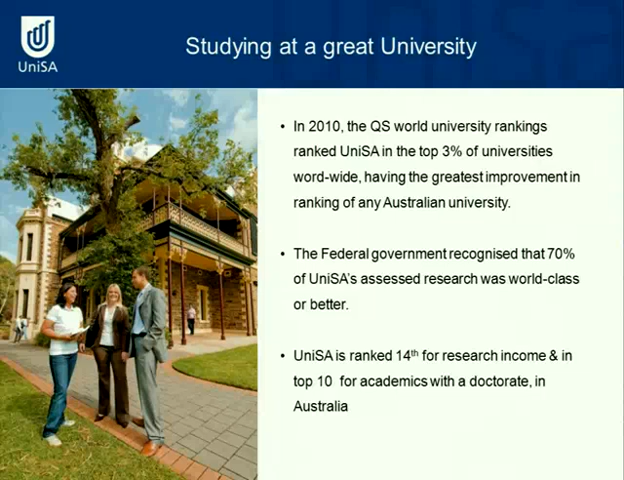 UniSA
Studying at a great University
• In 2010, the QS world university rankings
ranked UniSA in the top 3% of universities
word-wide, having the greatest improvement in
ranking of any Australian university.
• The Federal government recognised that 70%
of UniSA's assessed research was world-class
or better.
• UniSA is ranked 14th for research income & in
top 10 for academics with a doctorate, in
Australia